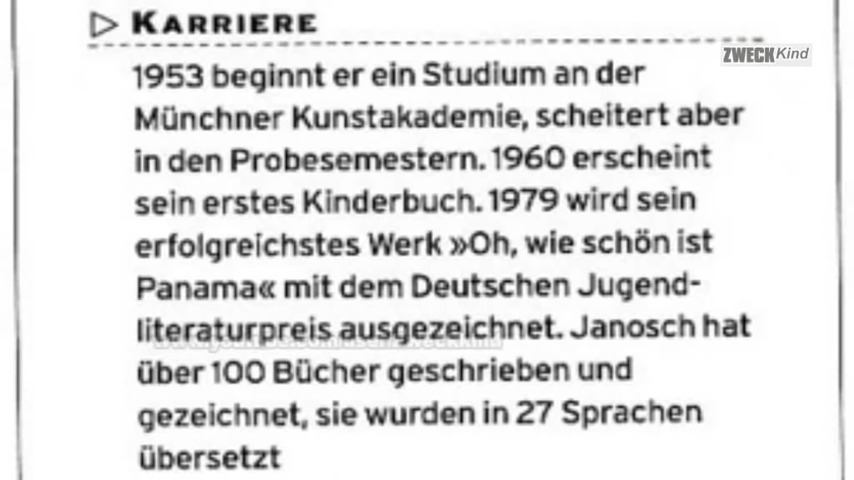 ▷ KARRIERE
ZWECKKind
1953 beginnt er ein Studium an der
Münchner Kunstakademie, scheitert aber
in den Probesemestern. 1960 erscheint
sein erstes Kinderbuch. 1979 wird sein
erfolgreichstes Werk »Oh, wie schön ist
Panama« mit dem Deutschen Jugend-
literaturpreis ausgezeichnet. Janosch hat
über 100 Bücher geschrieben und
gezeichnet, sie wurden in 27 Sprachen
übersetzt